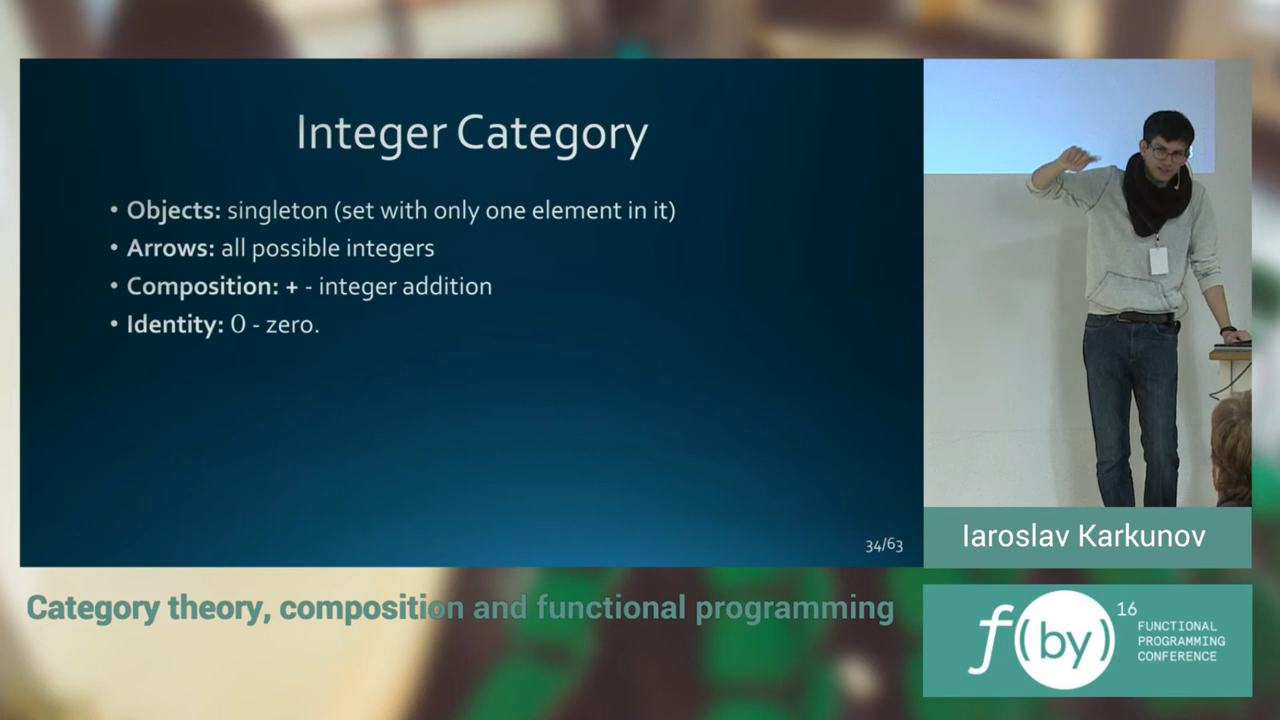 Integer Category
• Objects: singleton (set with only one element in it)
• Arrows: all possible integers
• Composition: + - integer addition
• Identity: 0 - zero.
34/63
Iaroslav Karkunov
Category theory, composition and functional programming
f(by) 16
FUNCTIONAL
PROGRAMMING
CONFERENCE